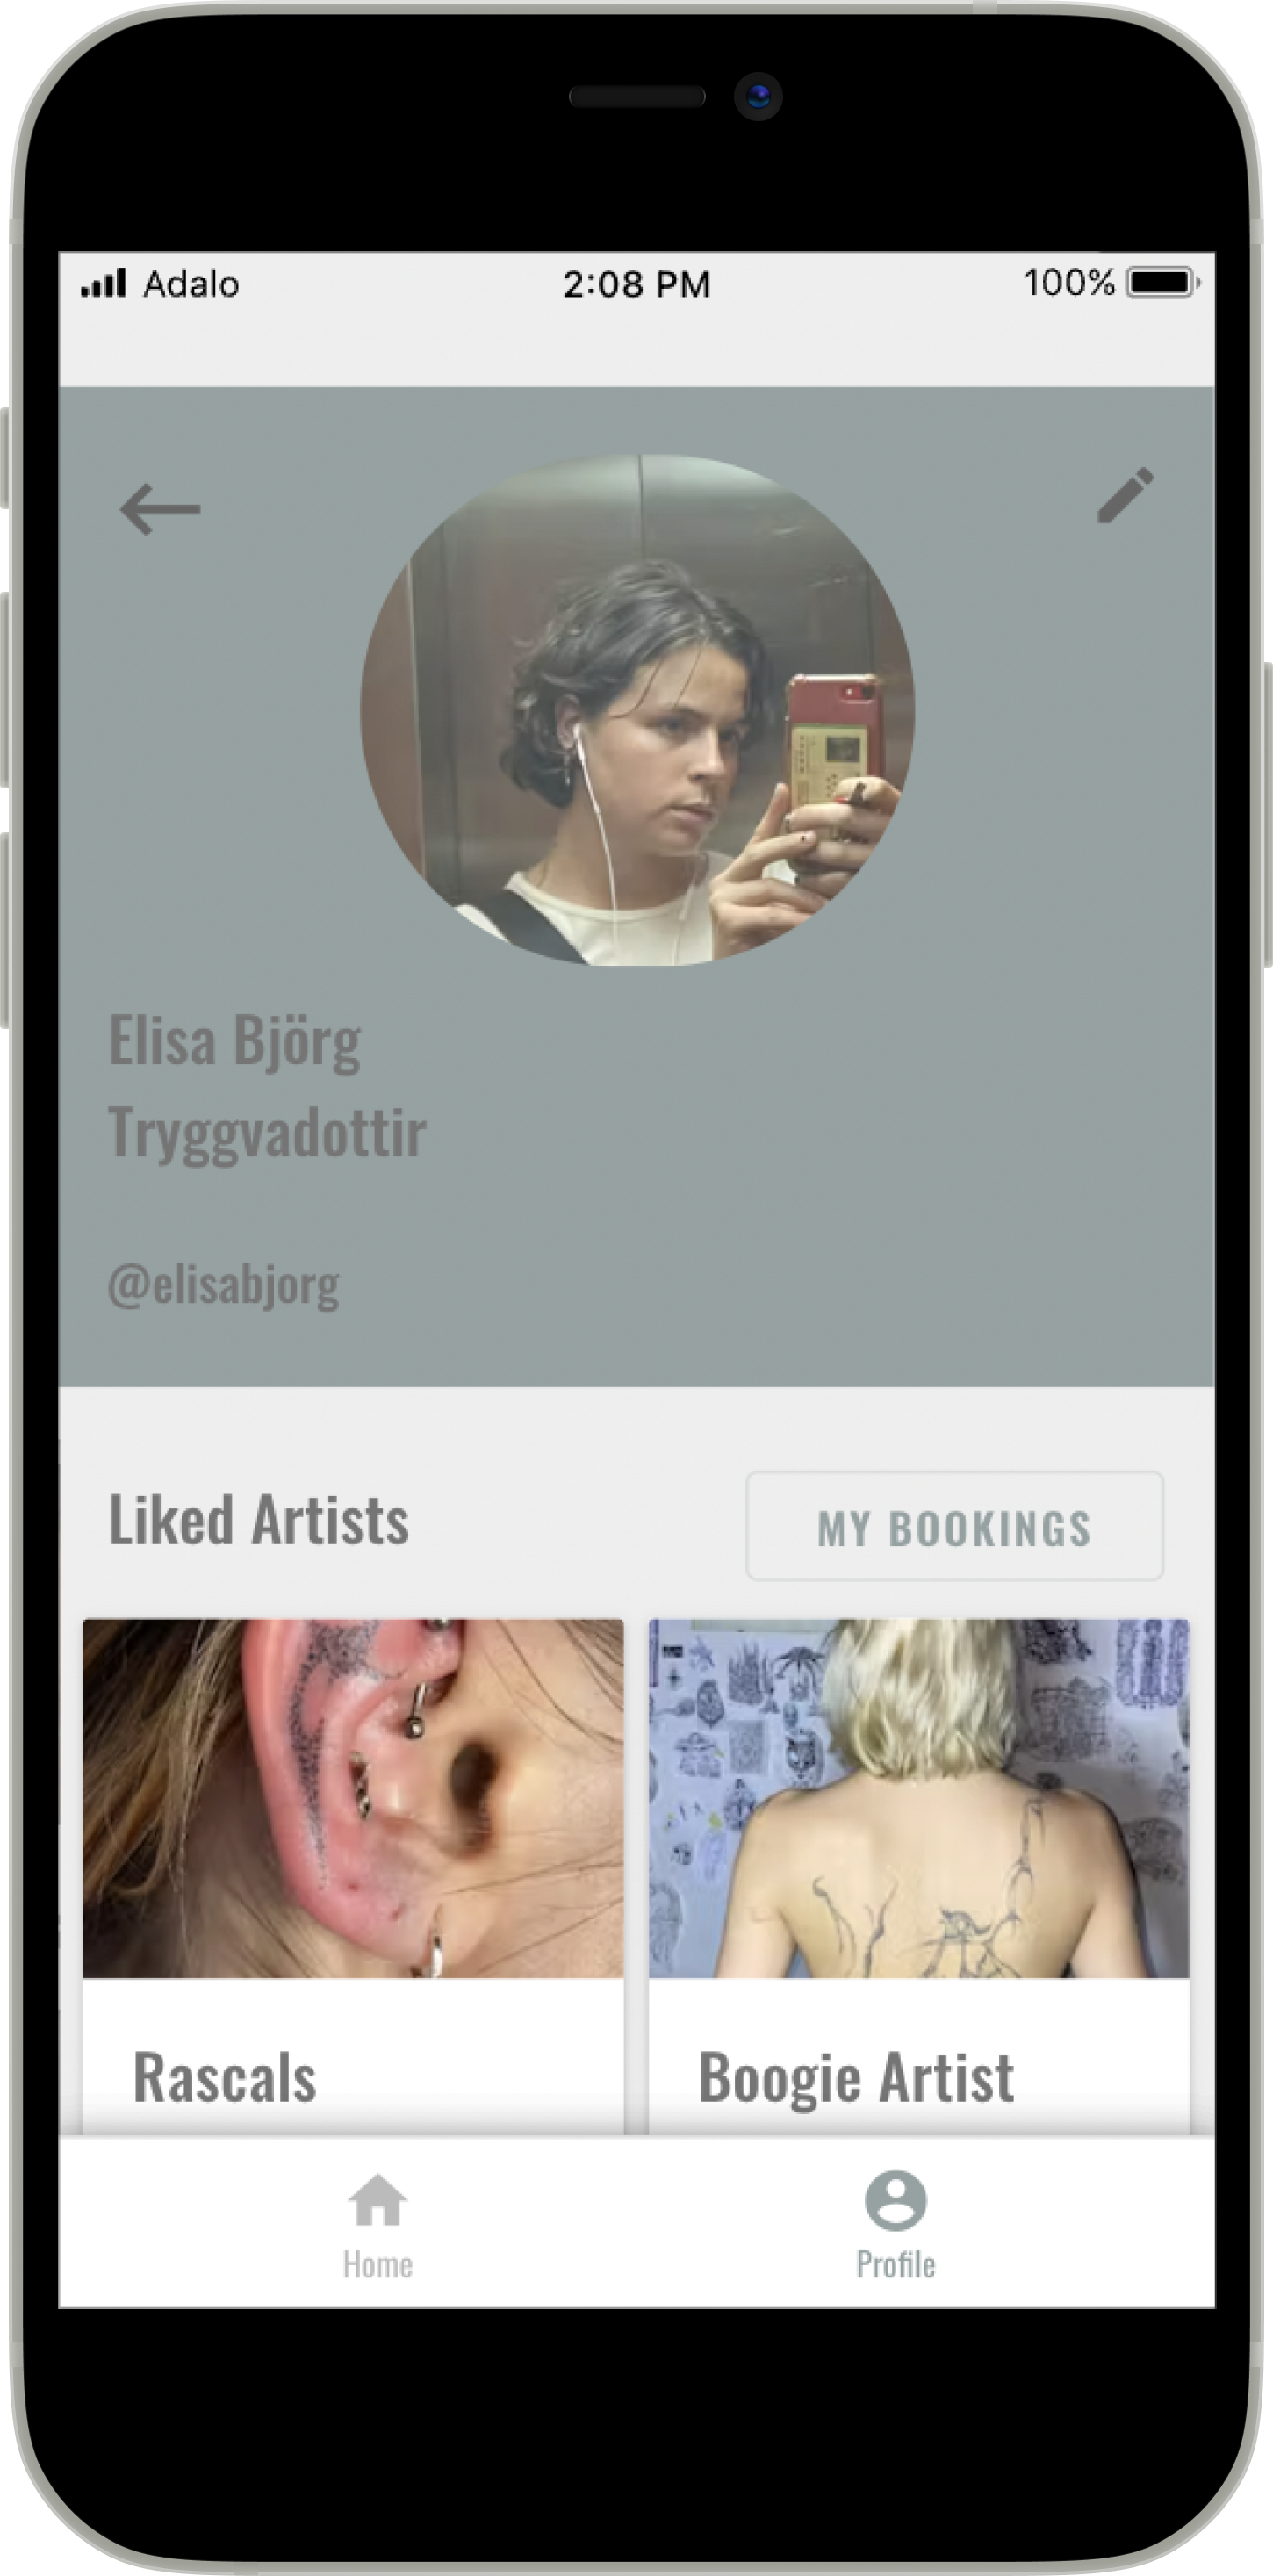 Adalo 2:08 PM 100%
Elisa Björg
Tryggvadottir
@elisabjorg
Liked Artists
MY BOOKINGS
Rascals
Boogie Artist
Home
Profile